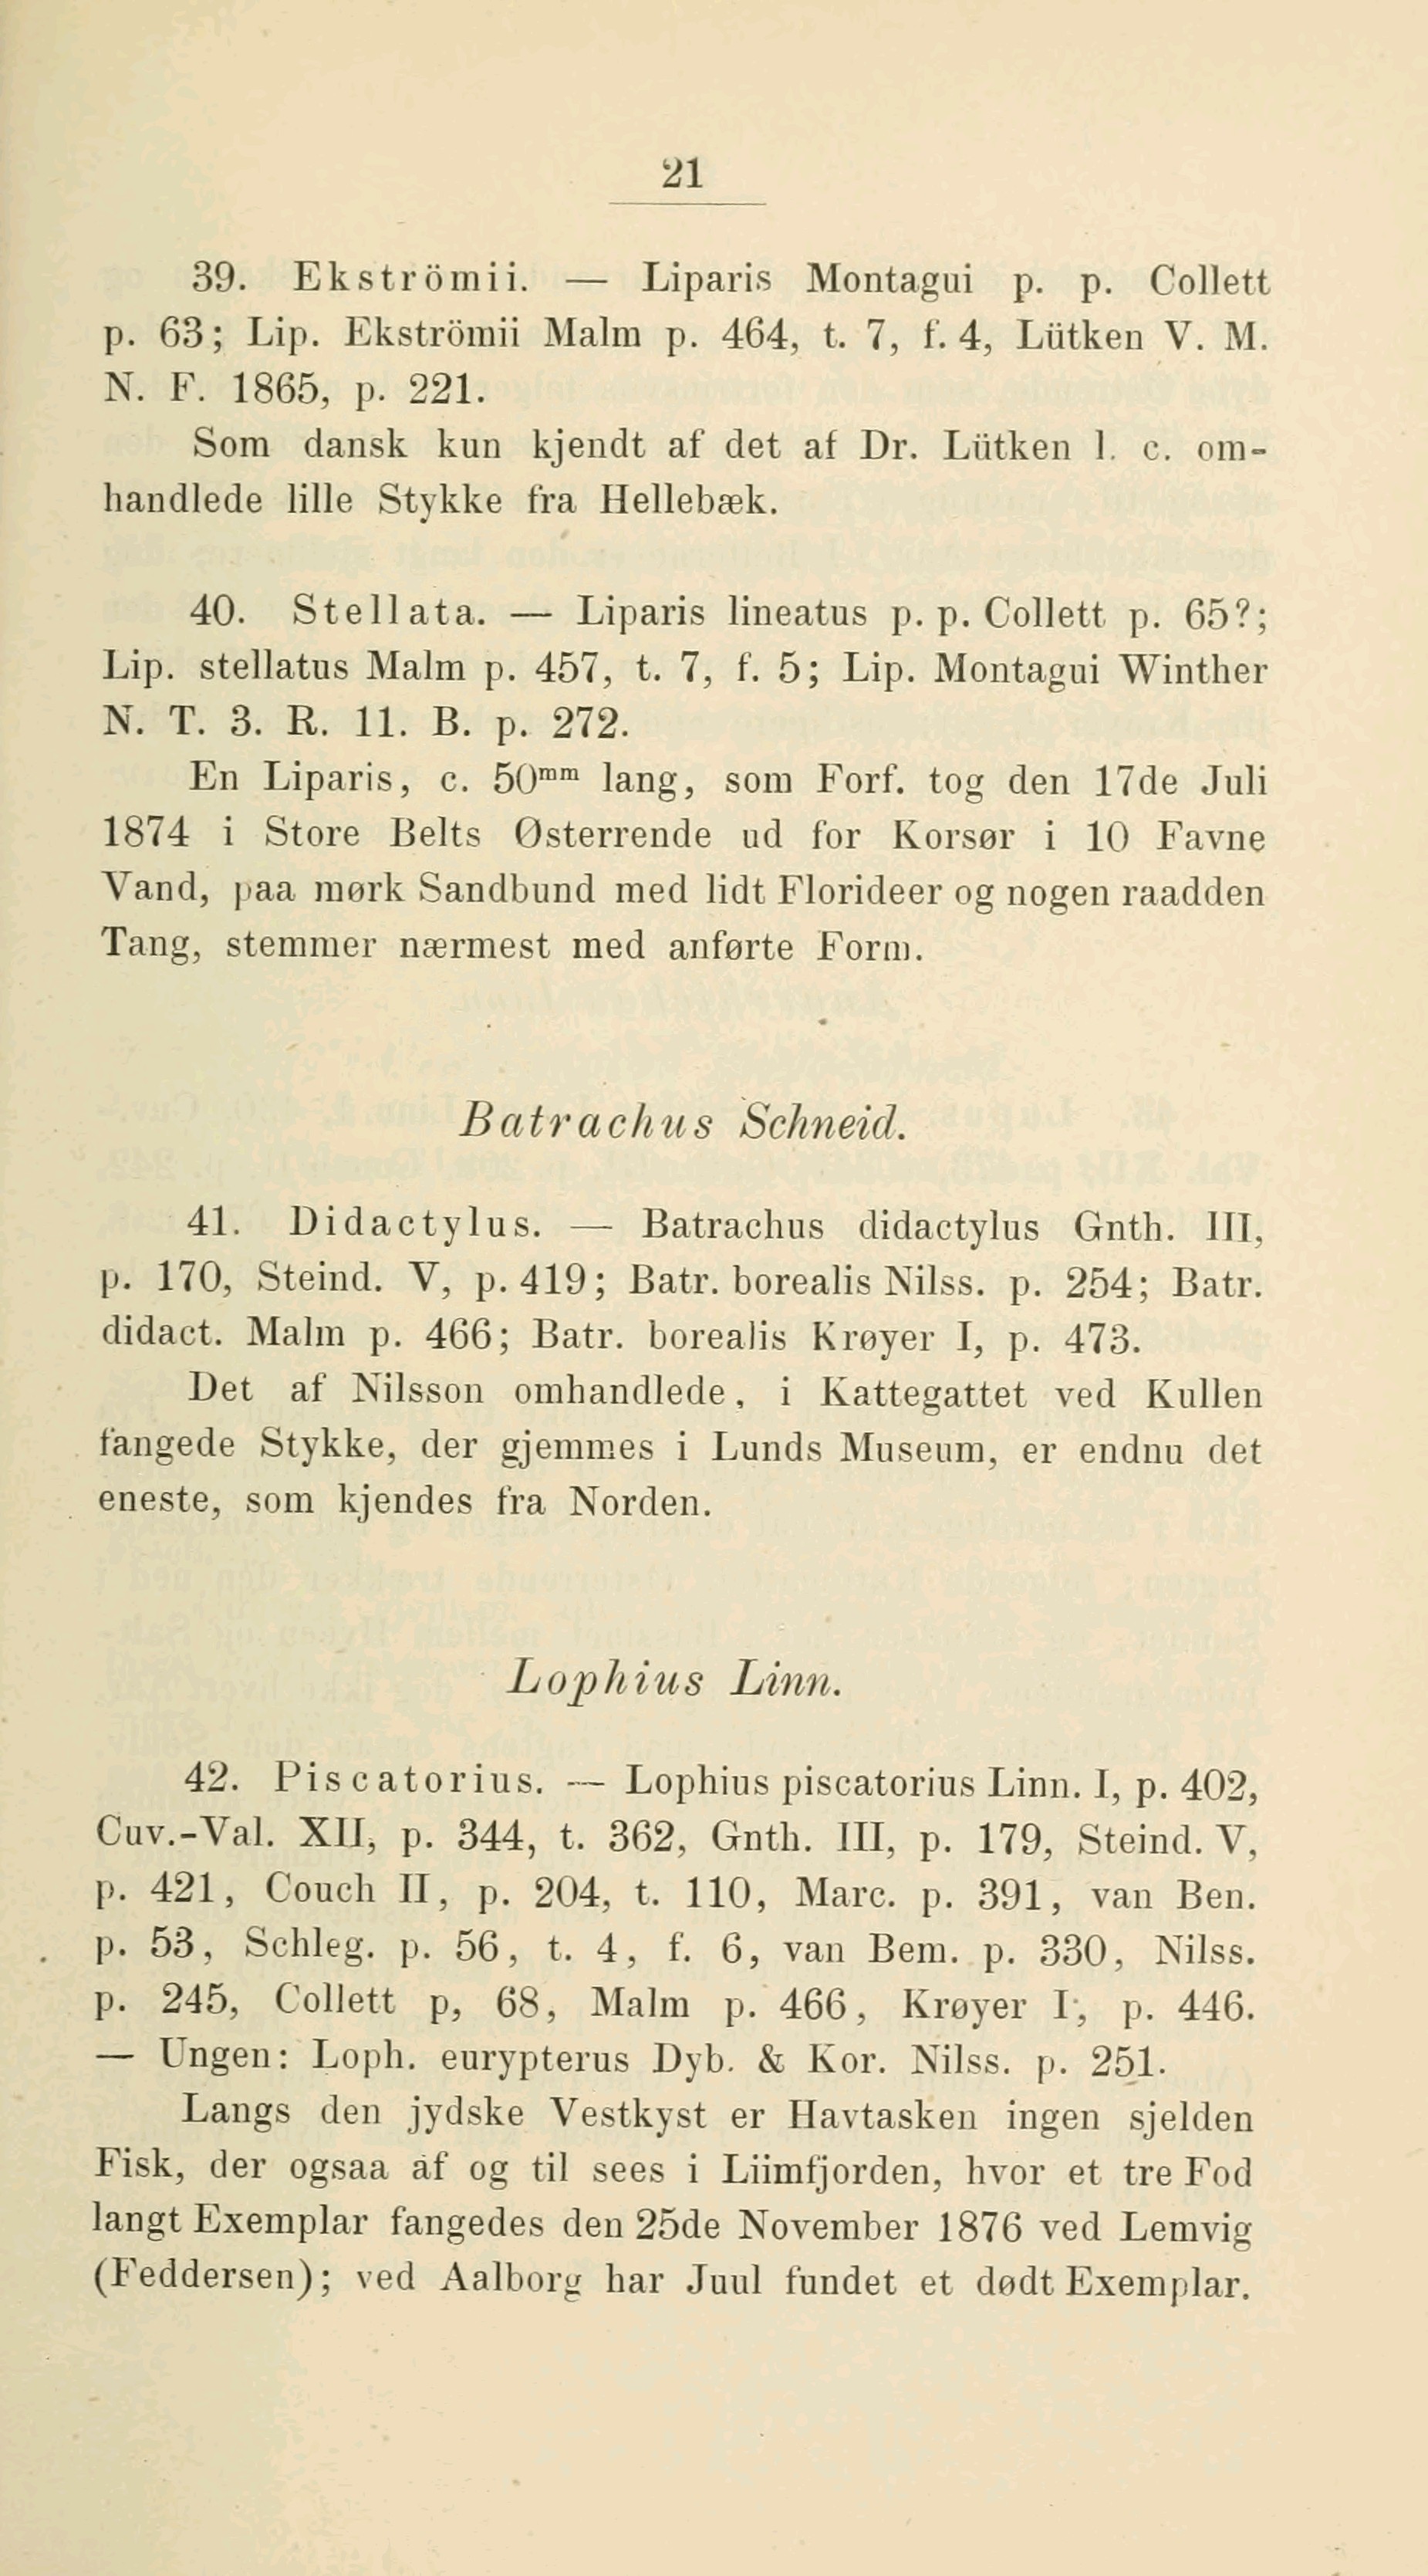 21
39. Ekströmii. — Liparis Montagui p. p. Collett
p. 63; Lip. Ekströmii Malm p. 464, t. 7, f. 4, Lütken V. M.
N. F. 1865, p. 221.
Som dansk kun kjendt af det af Dr. Lütken l. c. om-
handlede lille Stykke fra Hellebæk.
40. Stellata. — Liparis lineatus p. p. Collett p. 65?;
Lip. stellatus Malm p. 457, t. 7, f. 5; Lip. Montagui Winther
N. T. 3. R. 11. B. p. 272.
En Liparis, c. 50mm lang, som Forf. tog den 17de Juli
1874 i Store Belts Østerrende ud for Korsør i 10 Favne
Vand, paa mørk Sandbund med lidt Florideer og nogen raadden
Tang, stemmer nærmest med anførte Form.
Batrachus Schneid.
41. Didactylus. — Batrachus didactylus Gnth. III,
p. 170, Steind. V, p. 419; Batr. borealis Nilss. p. 254; Batr.
didact. Malm p. 466; Batr. borealis Krøyer I, p. 473.
Det af Nilsson omhandlede, i Kattegattet ved Kullen
fangede Stykke, der gjemmes i Lunds Museum, er endnu det
eneste, som kjendes fra Norden.
Lophius Linn.
42. Piscatorius. — Lophius piscatorius Linn. I, p. 402,
Cuv.-Val. XII, p. 344, t. 362, Gnth. III, p. 179, Steind. V,
p. 421, Couch II, p. 204, t. 110, Marc. p. 391, van Ben.
p. 53, Schleg. p. 56, t. 4, f. 6, van Bem. p. 330, Nilss.
p. 245, Collett p, 68, Malm p. 466, Krøyer I, p. 446.
— Ungen: Loph. eurypterus Dyb. & Kor. Nilss. p. 251.
Langs den jydske Vestkyst er Havtasken ingen sjelden
Fisk, der ogsaa af og til sees i Liimfjorden, hvor et tre Fod
langt Exemplar fangedes den 25de November 1876 ved Lemvig
(Feddersen); ved Aalborg har Juul fundet et dødt Exemplar.